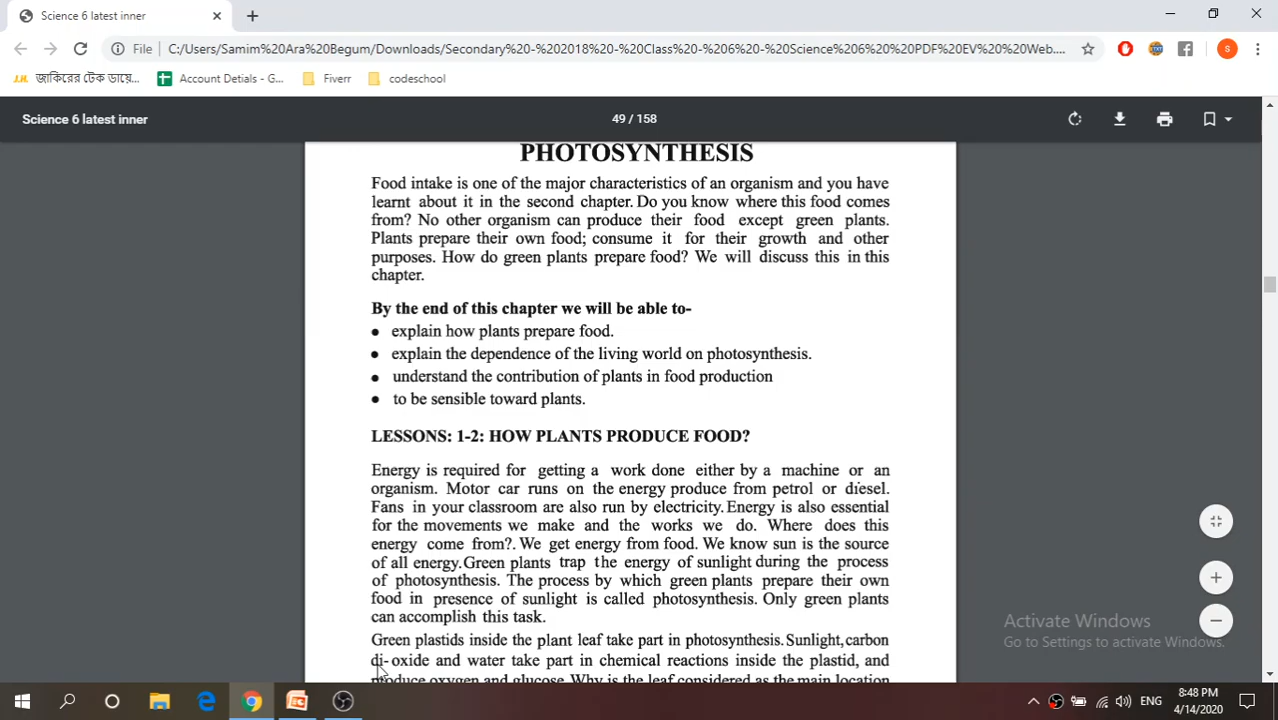 Science 6 latest inner
File
C:/Users/Samim%20Ara%20Begum/Downloads/Secondary%20-%202018%20-%20Class%20-%206%20-%20Science%206%20%20PDF%20EV%20%20Web....
জাকিরের টেক ডায়ে...
Account Detials - G...
Fiverr
codeschool
Science 6 latest inner
49 / 158
PHOTOSYNTHESIS
Food intake is one of the major characteristics of an organism and you have
learnt about it in the second chapter. Do you know where this food comes
from? No other organism can produce their food except green plants.
Plants prepare their own food; consume it for their growth and other
purposes. How do green plants prepare food? We will discuss this in this
chapter.
By the end of this chapter we will be able to-
• explain how plants prepare food.
• explain the dependence of the living world on photosynthesis.
• understand the contribution of plants in food production
• to be sensible toward plants.
LESSONS: 1-2: HOW PLANTS PRODUCE FOOD?
Energy is required for getting a work done either by a machine or an
organism. Motor car runs on the energy produce from petrol or diesel.
Fans in your classroom are also run by electricity. Energy is also essential
for the movements we make and the works we do. Where does this
energy come from?. We get energy from food. We know sun is the source
of all energy. Green plants trap the energy of sunlight during the process
of photosynthesis. The process by which green plants prepare their own
food in presence of sunlight is called photosynthesis. Only green plants
can accomplish this task.
Green plastids inside the plant leaf take part in photosynthesis. Sunlight, carbon
di-oxide and water take part in chemical reactions inside the plastid, and
produce oxygen and glucose. Why is the leaf considered as the main location
Activate Windows
Go to Settings to activate Windows.
ENG
8:48 PM
4/14/2020